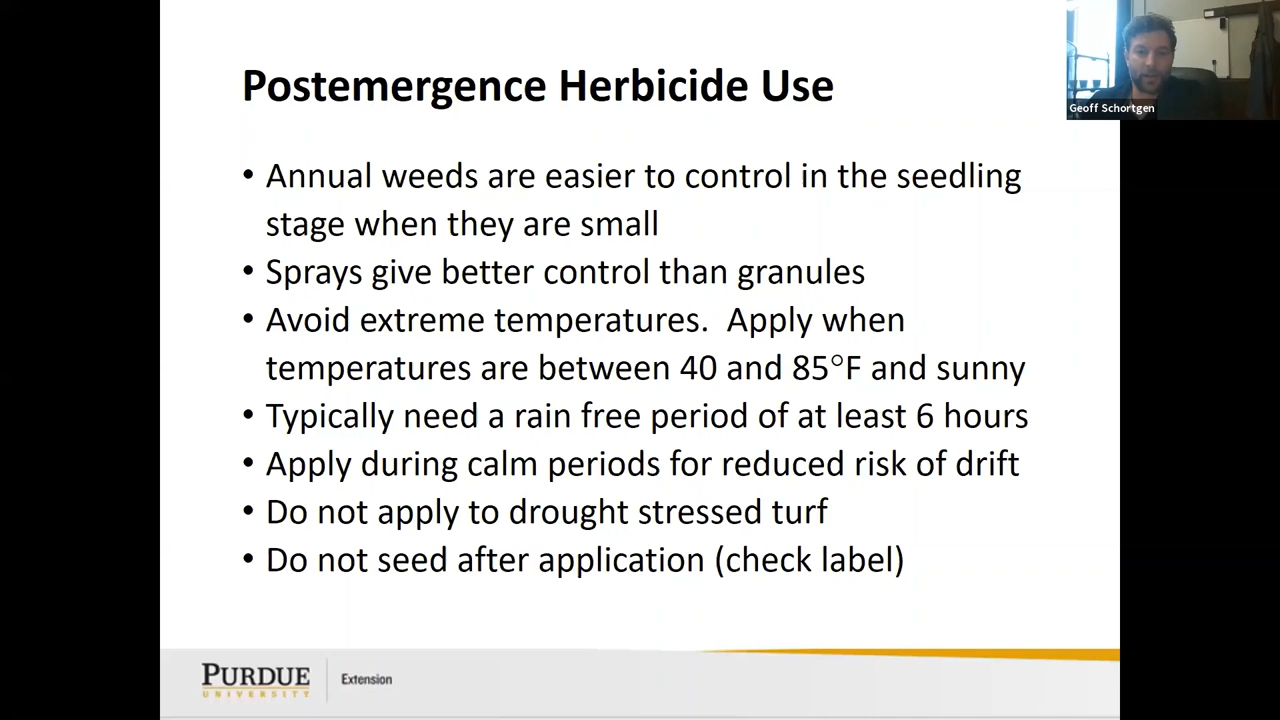 Postemergence Herbicide Use
Geoff Schortgen
• Annual weeds are easier to control in the seedling
stage when they are small
• Sprays give better control than granules
• Avoid extreme temperatures.  Apply when
temperatures are between 40 and 85°F and sunny
• Typically need a rain free period of at least 6 hours
• Apply during calm periods for reduced risk of drift
• Do not apply to drought stressed turf
• Do not seed after application (check label)
PURDUE
UNIVERSITY
Extension